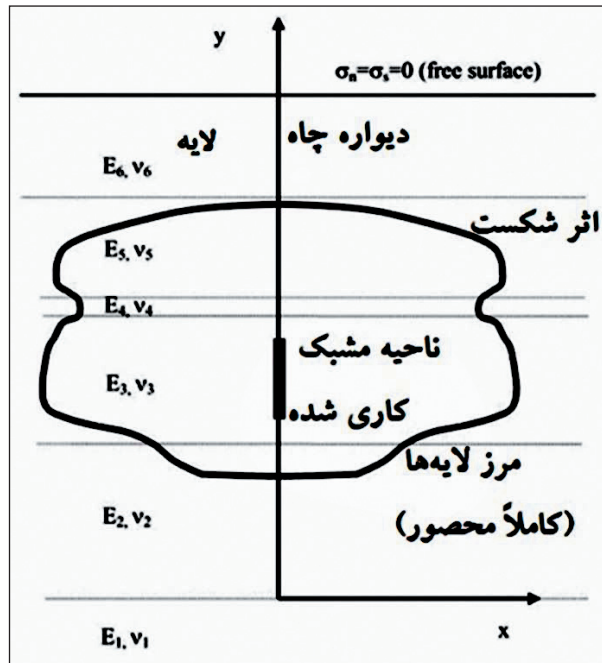 y
σₙ=σₛ=0 (free surface)
لایه
دیواره چاه
E₆, ν₆
اثر شکست
E₅, ν₅
E₄, ν₄
ناحیه مشبک
کاری شده
E₃, ν₃
مرز لایه‌ها
(کاملاً محصور)
E₂, ν₂
x
E₁, ν₁